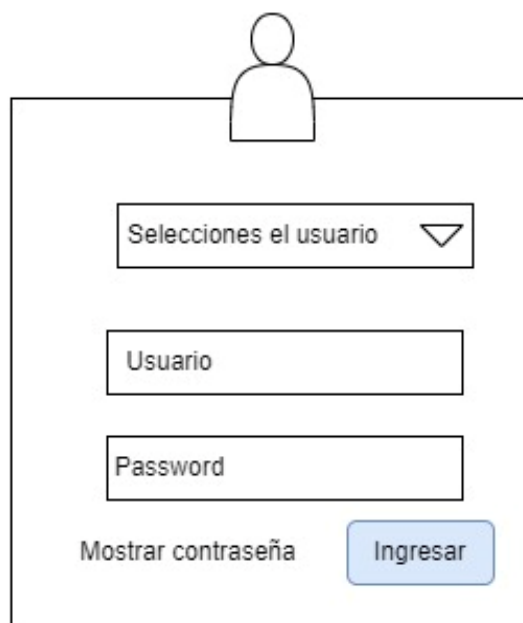 Selecciones el usuario
Usuario
Password
Mostrar contraseña
Ingresar